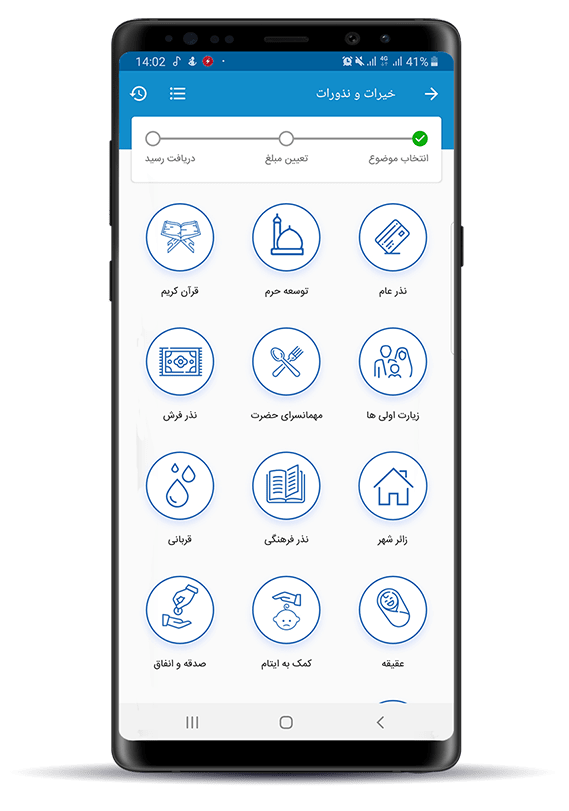 14:02 4G 41%
خیرات و نذورات
انتخاب موضوع تعیین مبلغ دریافت رسید
نذر عام توسعه حرم قرآن کریم
زیارت اولی ها مهمانسرای حضرت نذر فرش
زائر شهر نذر فرهنگی قربانی
عقیقه کمک به ایتام صدقه و انفاق